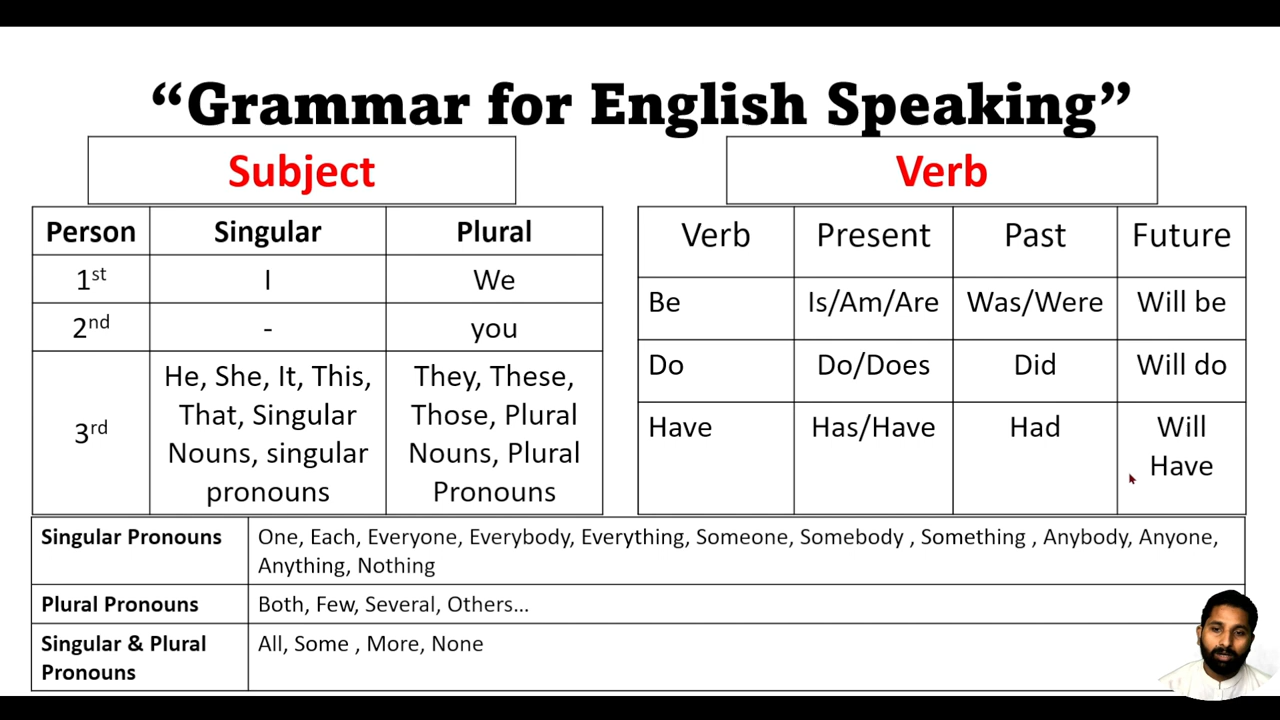 “Grammar for English Speaking”
Subject
Person Singular Plural
1st I We
2nd - you
3rd
He, She, It, This,
That, Singular
Nouns, singular
pronouns
They, These,
Those, Plural
Nouns, Plural
Pronouns
Verb
Verb Present Past Future
Be Is/Am/Are Was/Were Will be
Do Do/Does Did Will do
Have Has/Have Had Will
Have
Singular Pronouns
One, Each, Everyone, Everybody, Everything, Someone, Somebody , Something , Anybody, Anyone,
Anything, Nothing
Plural Pronouns
Both, Few, Several, Others...
Singular & Plural
Pronouns
All, Some , More, None